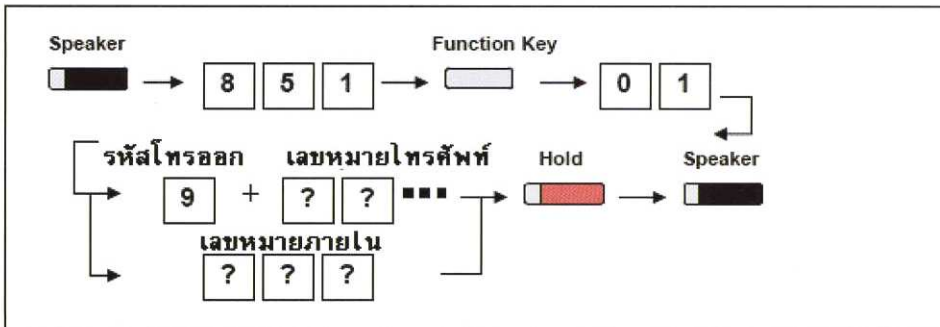 Speaker Function Key
8 5 1 0 1
รหัสโทรออก เลขหมายโทรศัพท์ Hold Speaker
9 + ? ? ...
เลขหมายภายใน
? ? ?